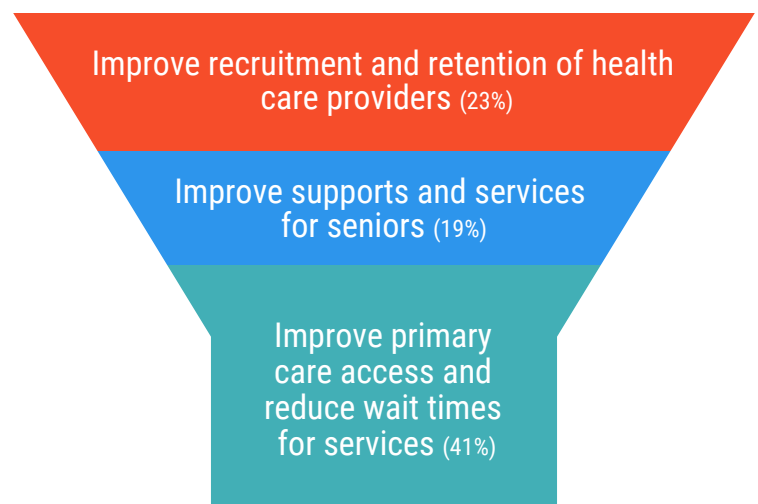 Improve recruitment and retention of health
care providers (23%)
Improve supports and services
for seniors (19%)
Improve primary
care access and
reduce wait times
for services (41%)